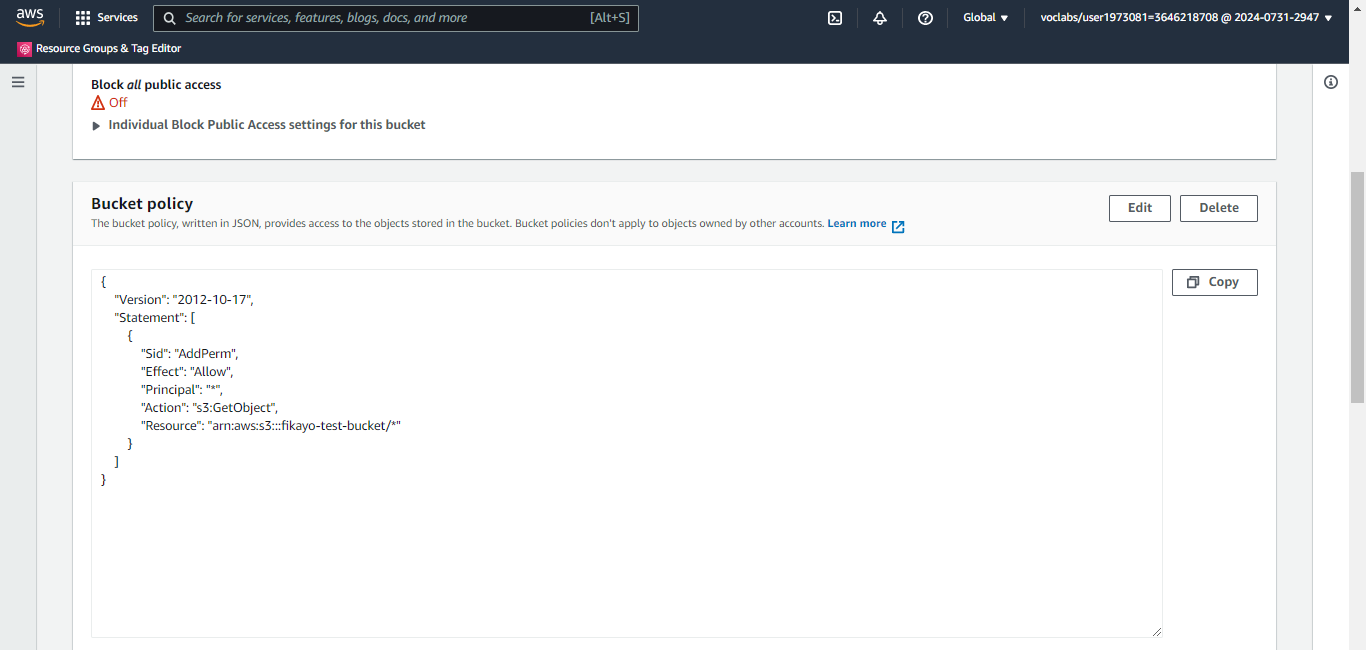 aws
Services
Search for services, features, blogs, docs, and more
[Alt+S]
Global
voclabs/user1973081=3646218708 @ 2024-0731-2947
Resource Groups & Tag Editor
Block all public access
Off
Individual Block Public Access settings for this bucket
Bucket policy
The bucket policy, written in JSON, provides access to the objects stored in the bucket. Bucket policies don't apply to objects owned by other accounts. Learn more
Edit
Delete
Copy
{
"Version": "2012-10-17",
"Statement": [
{
"Sid": "AddPerm",
"Effect": "Allow",
"Principal": "*",
"Action": "s3:GetObject",
"Resource": "arn:aws:s3:::fikayo-test-bucket/*"
}
]
}